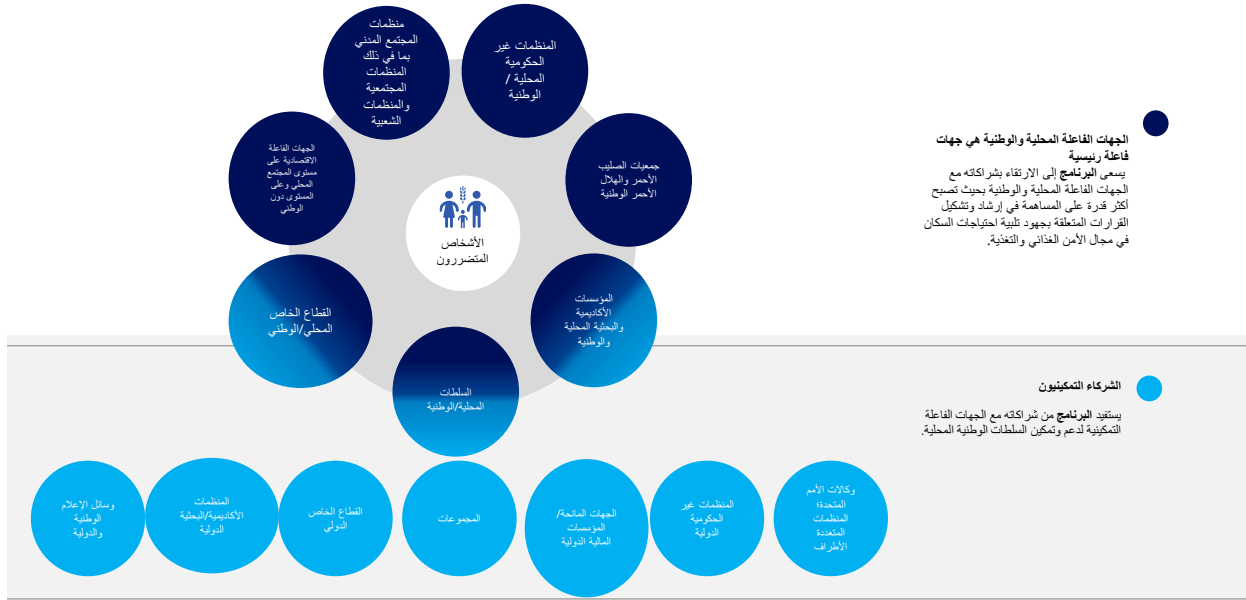 منظمات
المجتمع المدني
بما في ذلك
المنظمات
المجتمعية
والمنظمات
الشعبية
المنظمات غير
الحكومية
المحلية /
الوطنية
جمعيات الصليب
الأحمر والهلال
الأحمر الوطنية
الجهات الفاعلة
الاقتصادية على
مستوى المجتمع
المحلي وعلى
المستوى دون
الوطني
الأشخاص
المتضررون
المؤسسات
الأكاديمية
والبحثية المحلية
والوطنية
القطاع الخاص
المحلي/الوطني
السلطات
المحلية/الوطنية
الجهات الفاعلة المحلية والوطنية هي جهات
فاعلة رئيسية
يسعى البرنامج إلى الارتقاء بشراكاته مع
الجهات الفاعلة المحلية والوطنية بحيث تصبح
أكثر قدرة على المساهمة في إرشاد وتشكيل
القرارات المتعلقة بجهود تلبية احتياجات السكان
في مجال الأمن الغذائي والتغذية.
الشركاء التمكينيون
يستفيد البرنامج من شراكاته مع الجهات الفاعلة
التمكينية لدعم وتمكين السلطات الوطنية المحلية.
وكالات الأمم
المتحدة؛
المنظمات
المتعددة
الأطراف
المنظمات غير
الحكومية
الدولية
الجهات المانحة/
المؤسسات
المالية الدولية
المجموعات
القطاع الخاص
الدولي
المنظمات
الأكاديمية/البحثية
الدولية
وسائل الإعلام
الوطنية
والدولية